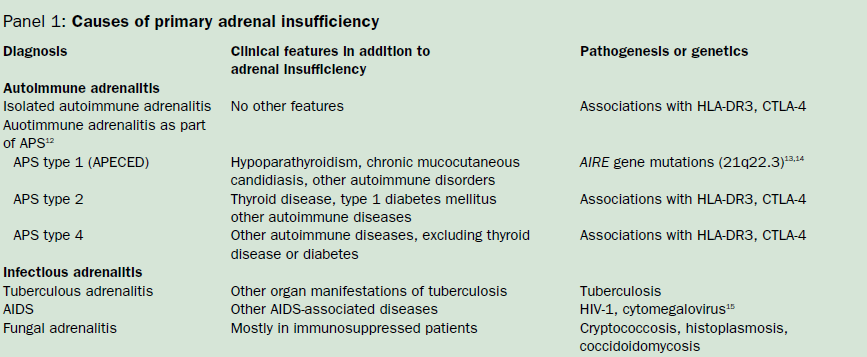 Panel 1: Causes of primary adrenal insufficiency
Diagnosis Clinical features in addition to Pathogenesis or genetics
adrenal insufficiency
Autoimmune adrenalitis
Isolated autoimmune adrenalitis No other features Associations with HLA-DR3, CTLA-4
Auotimmune adrenalitis as part
of APS12
APS type 1 (APECED) Hypoparathyroidism, chronic mucocutaneous AIRE gene mutations (21q22.3)13,14
candidiasis, other autoimmune disorders
APS type 2 Thyroid disease, type 1 diabetes mellitus Associations with HLA-DR3, CTLA-4
other autoimmune diseases
APS type 4 Other autoimmune diseases, excluding thyroid Associations with HLA-DR3, CTLA-4
disease or diabetes
Infectious adrenalitis
Tuberculous adrenalitis Other organ manifestations of tuberculosis Tuberculosis
AIDS Other AIDS-associated diseases HIV-1, cytomegalovirus15
Fungal adrenalitis Mostly in immunosuppressed patients Cryptococcosis, histoplasmosis,
coccidoidomycosis